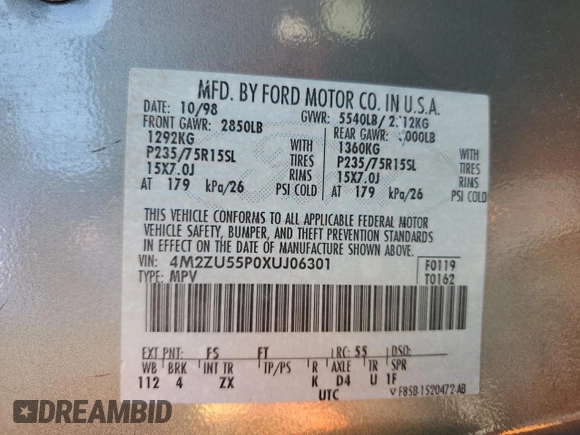 MFD. BY FORD MOTOR CO. IN U.S.A.
DATE: 10/98 GVWR: 5540LB/
FRONT GAWR: 2850LB REAR GAWR:
1292KG WITH 1360KG WITH
P235/75R15SL TIRES P235/75R15SL TIRES
15X7.0J RIMS 15X7.0J RIMS
AT 179 kPa/26 PSI COLD AT 179 kPa/26 PSI COLD
THIS VEHICLE CONFORMS TO ALL APPLICABLE FEDERAL MOTOR
VEHICLE SAFETY, BUMPER, AND THEFT PREVENTION STANDARDS
IN EFFECT ON THE DATE OF MANUFACTURE SHOWN ABOVE.
VIN: 4M2ZU55P0XUJ06301 F0119
TYPE: MPV T0162
EXT PNT: FS FT RC: 55 DSO:
WB BRK INT TR TP/PS R AXLE TR SPR
112 4 ZX K D4 U 1F
UTC F85B-1520472-AB
DREAMBID